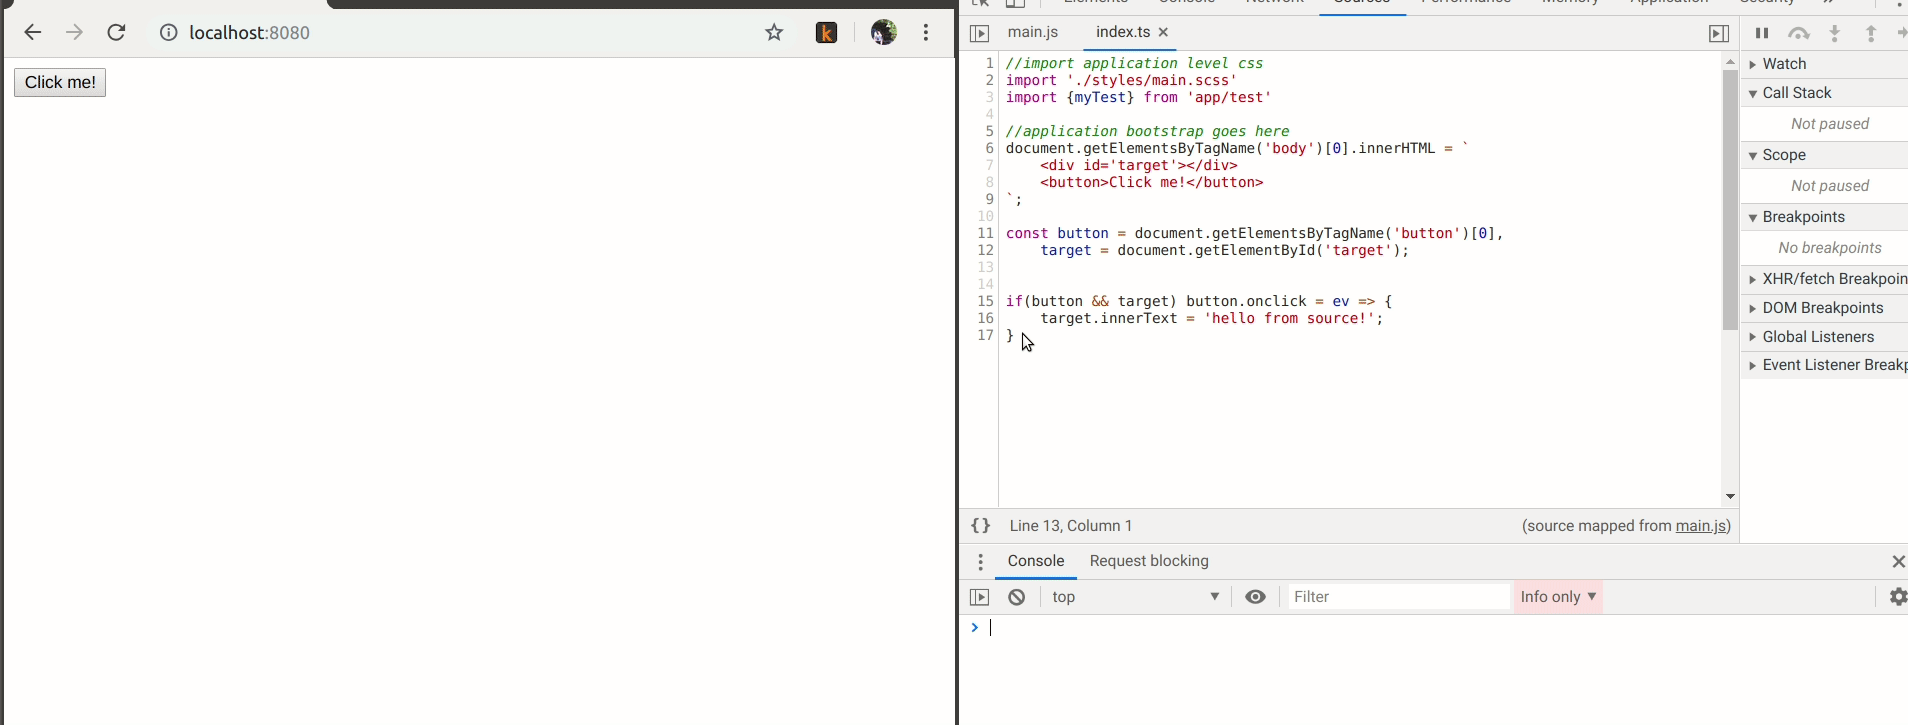 localhost:8080
Click me!
Elements Console Network Sources Performance Memory Application Security »
main.js index.ts ×
1 //import application level css
2 import './styles/main.scss'
3 import {myTest} from 'app/test'
4
5 //application bootstrap goes here
6 document.getElementsByTagName('body')[0].innerHTML = `
7 <div id='target'></div>
8 <button>Click me!</button>
9 `;
10
11 const button = document.getElementsByTagName('button')[0],
12 target = document.getElementById('target');
13
14
15 if(button && target) button.onclick = ev => {
16 target.innerText = 'hello from source!';
17 }
{} Line 13, Column 1 (source mapped from main.js)
Watch
Call Stack
Not paused
Scope
Not paused
Breakpoints
No breakpoints
XHR/fetch Breakpoin
DOM Breakpoints
Global Listeners
Event Listener Breakp
Console Request blocking
top Filter Info only
>